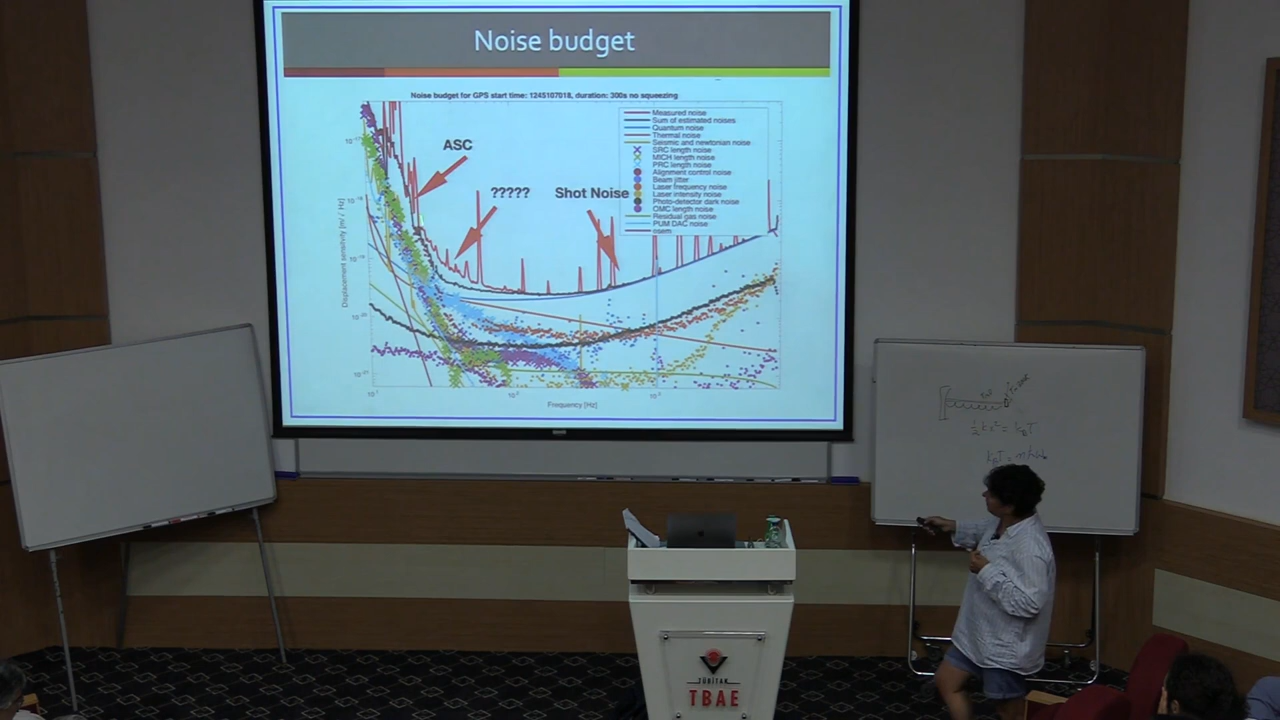 Noise budget
Noise budget for GPS start time: 1245107018, duration: 300s no squeezing
Measured noise
Sum of estimated noises
Quantum noise
Thermal noise
Seismic and newtonian noise
SRC length noise
MICH length noise
PRC length noise
Alignment control noise
Beam jitter
Laser frequency noise
Laser intensity noise
Photo-detector dark noise
OMC length noise
Residual gas noise
PUM DAC noise
osem
ASC
?????
Shot Noise
Frequency [Hz]
TÜBİTAK
TBAE